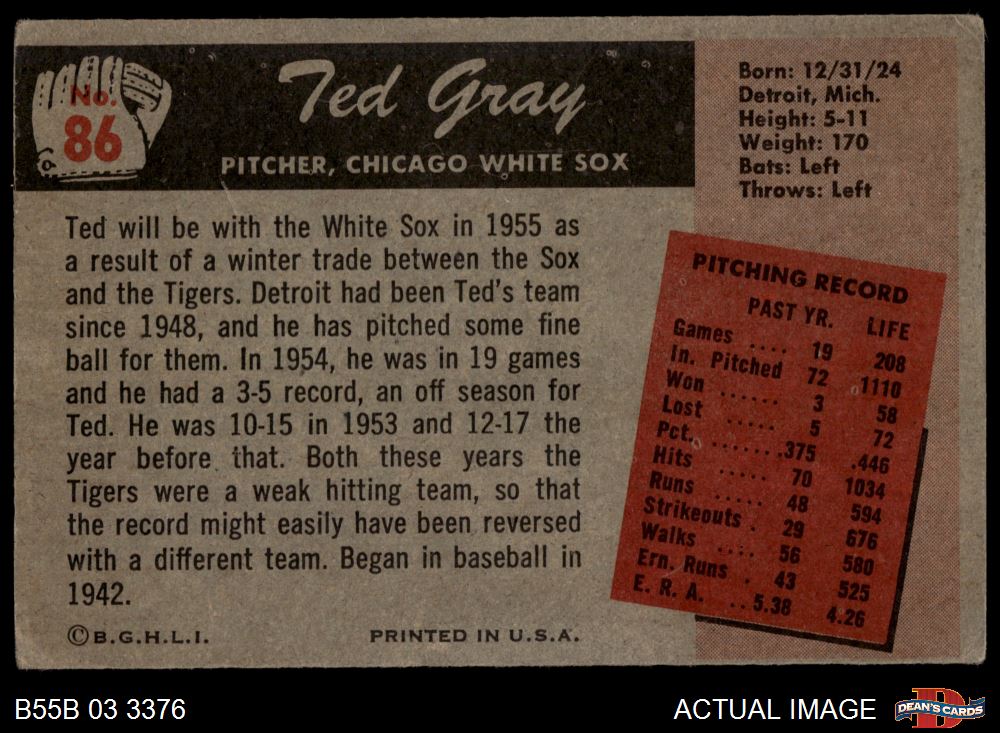 No.
86
Ted Gray
PITCHER, CHICAGO WHITE SOX
Born: 12/31/24
Detroit, Mich.
Height: 5-11
Weight: 170
Bats: Left
Throws: Left
Ted will be with the White Sox in 1955 as
a result of a winter trade between the Sox
and the Tigers. Detroit had been Ted's team
since 1948, and he has pitched some fine
ball for them. In 1954, he was in 19 games
and he had a 3-5 record, an off season for
Ted. He was 10-15 in 1953 and 12-17 the
year before that. Both these years the
Tigers were a weak hitting team, so that
the record might easily have been reversed
with a different team. Began in baseball in
1942.
PITCHING RECORD
PAST YR. LIFE
Games .... 19 208
In. Pitched 72 1110
Won ...... 3 58
Lost ..... 5 72
Pct. ...... .375 .446
Hits ..... 70 1034
Runs ..... 48 594
Strikeouts . 29 676
Walks .... 56 580
Ern. Runs . 43 525
E. R. A. .. 5.38 4.26
©B.G.H.L.I. PRINTED IN U.S.A.
B55B 03 3376 ACTUAL IMAGE DEAN'S CARDS